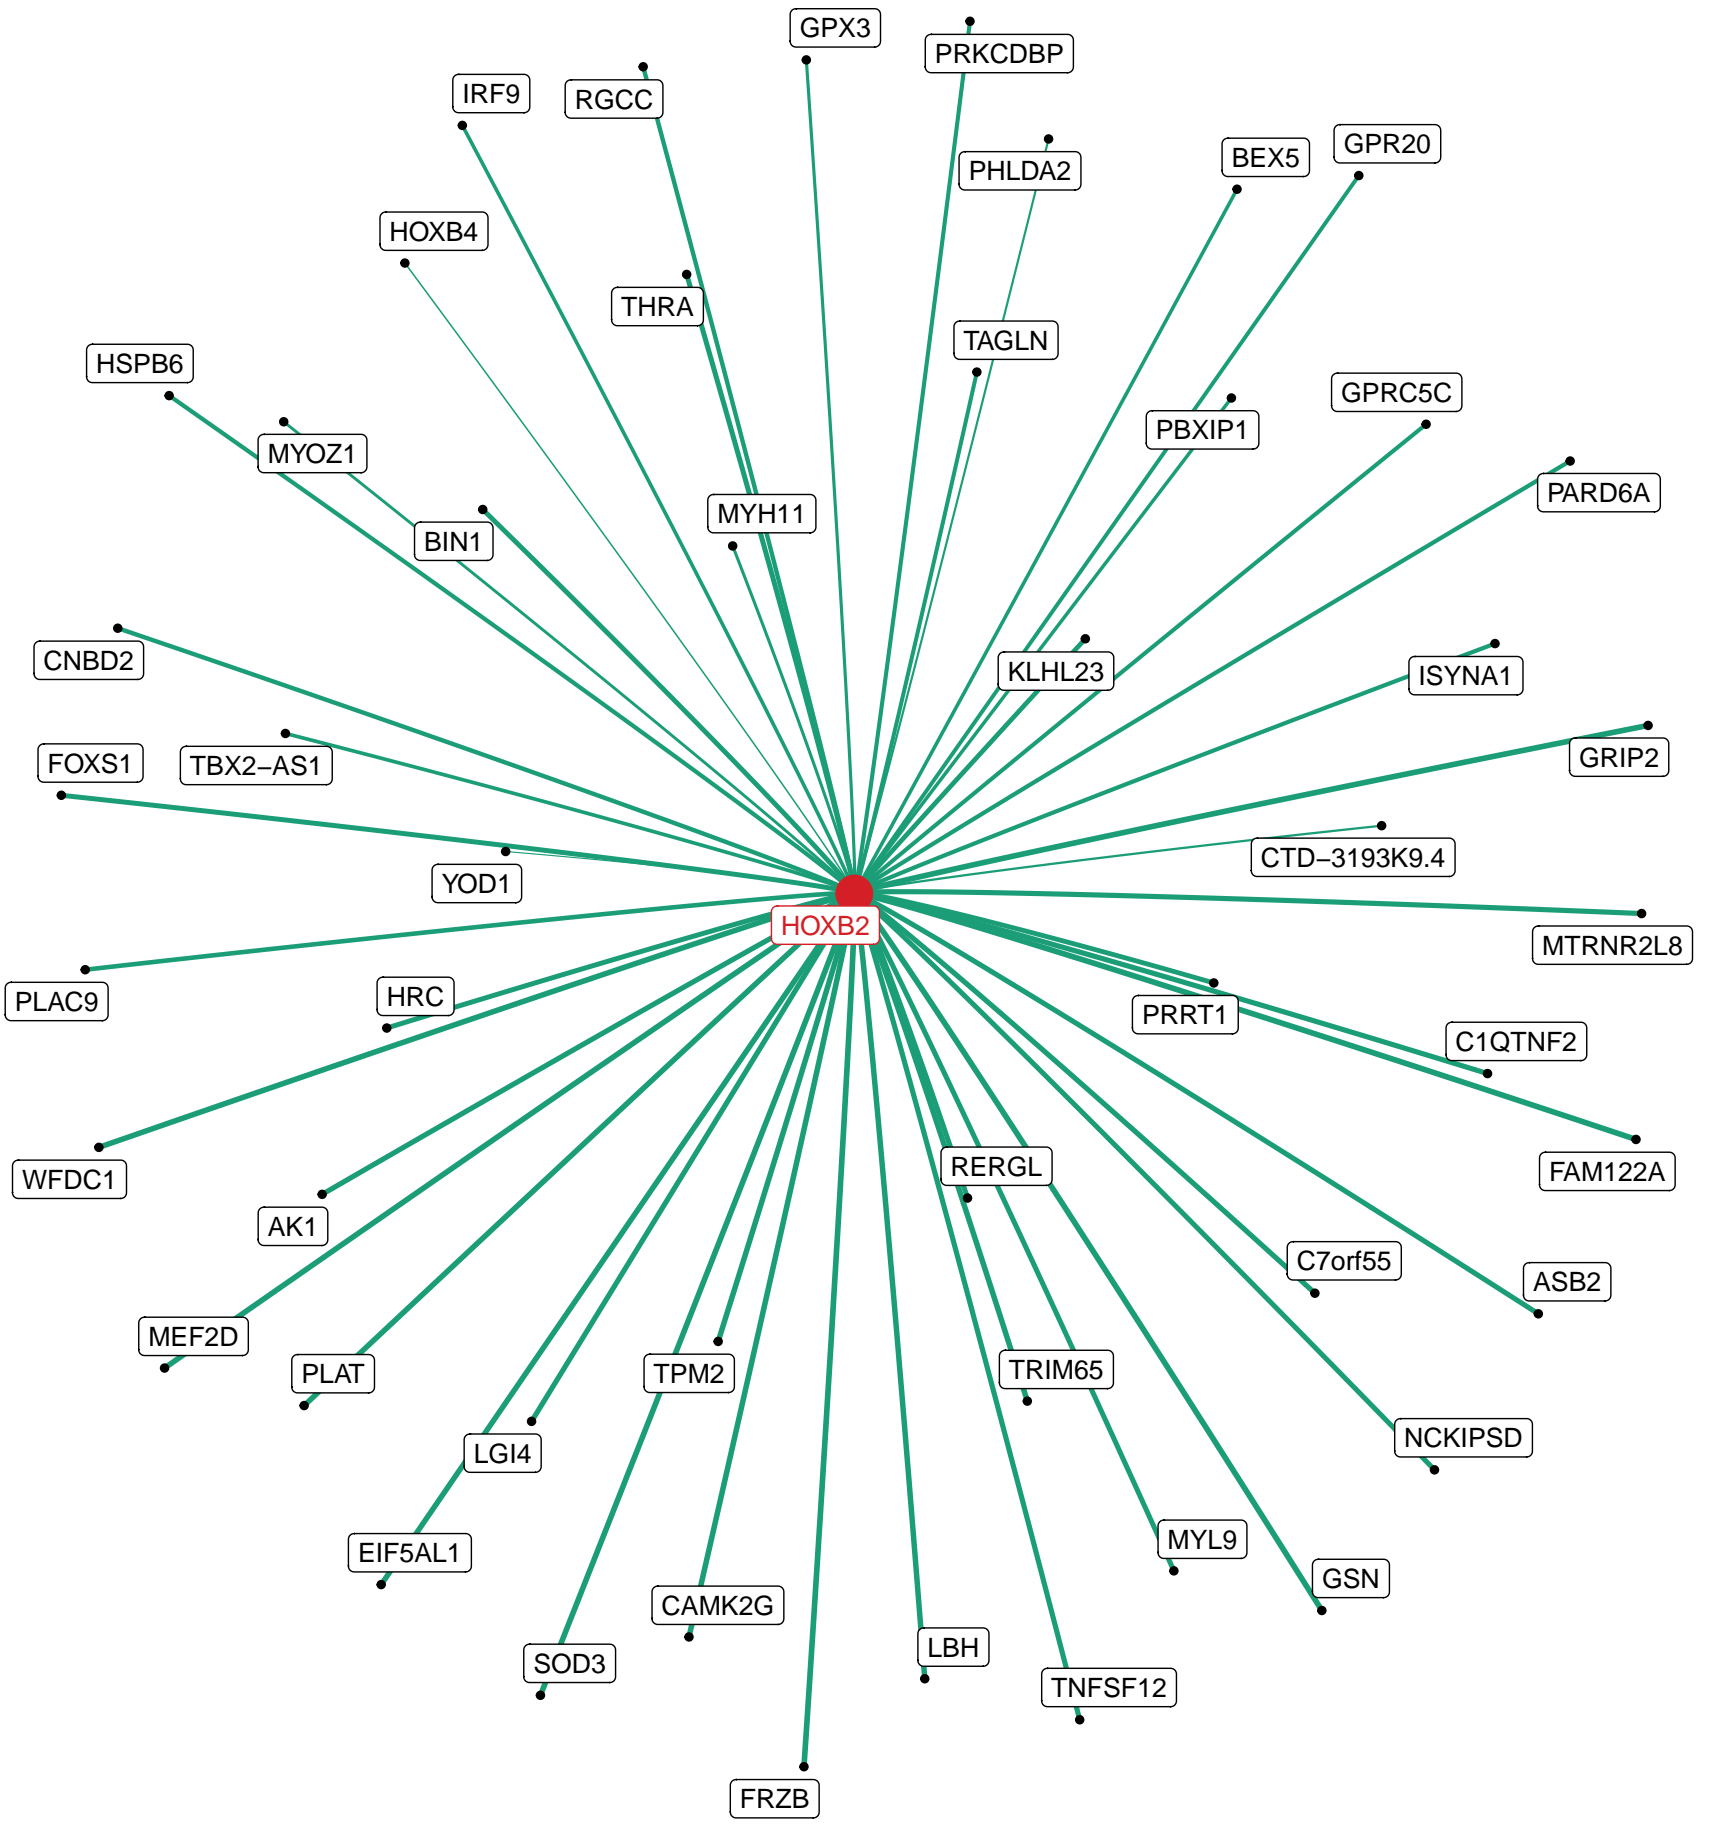 GPX3
PRKCDBP
IRF9
RGCC
GPR20
BEX5
PHLDA2
HOXB4
THRA
TAGLN
HSPB6
GPRC5C
PBXIP1
MYOZ1
PARD6A
MYH11
BIN1
CNBD2
KLHL23
ISYNA1
GRIP2
FOXS1
TBX2−AS1
CTD−3193K9.4
YOD1
HOXB2
MTRNR2L8
HRC
PLAC9
PRRT1
C1QTNF2
RERGL
FAM122A
WFDC1
AK1
C7orf55
ASB2
MEF2D
TRIM65
PLAT
TPM2
NCKIPSD
LGI4
MYL9
EIF5AL1
GSN
CAMK2G
LBH
SOD3
TNFSF12
FRZB